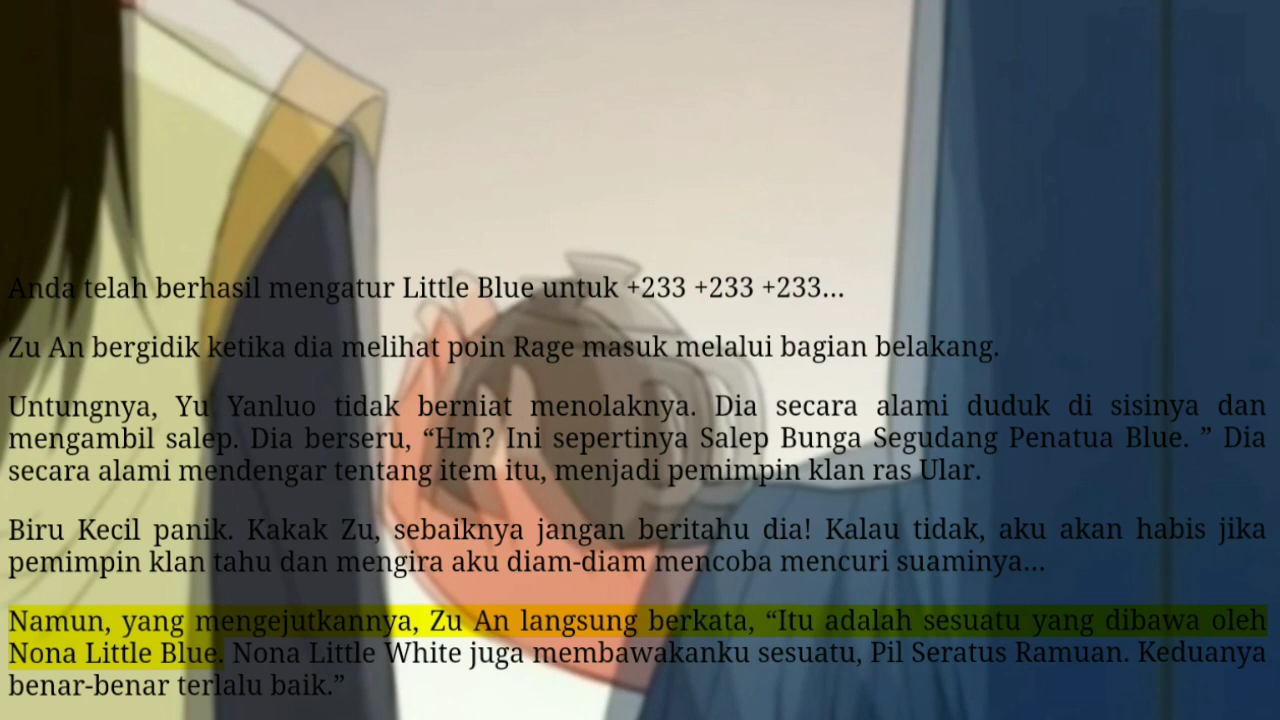 Anda telah berhasil mengatur Little Blue untuk +233 +233 +233...
Zu An bergidik ketika dia melihat poin Rage masuk melalui bagian belakang.
Untungnya, Yu Yanluo tidak berniat menolaknya. Dia secara alami duduk di sisinya dan
mengambil salep. Dia berseru, “Hm? Ini sepertinya Salep Bunga Segudang Penatua Blue. ” Dia
secara alami mendengar tentang item itu, menjadi pemimpin klan ras Ular.
Biru Kecil panik. Kakak Zu, sebaiknya jangan beritahu dia! Kalau tidak, aku akan habis jika
pemimpin klan tahu dan mengira aku diam-diam mencoba mencuri suaminya...
Namun, yang mengejutkannya, Zu An langsung berkata, “Itu adalah sesuatu yang dibawa oleh
Nona Little Blue. Nona Little White juga membawakanku sesuatu, Pil Seratus Ramuan. Keduanya
benar-benar terlalu baik.”